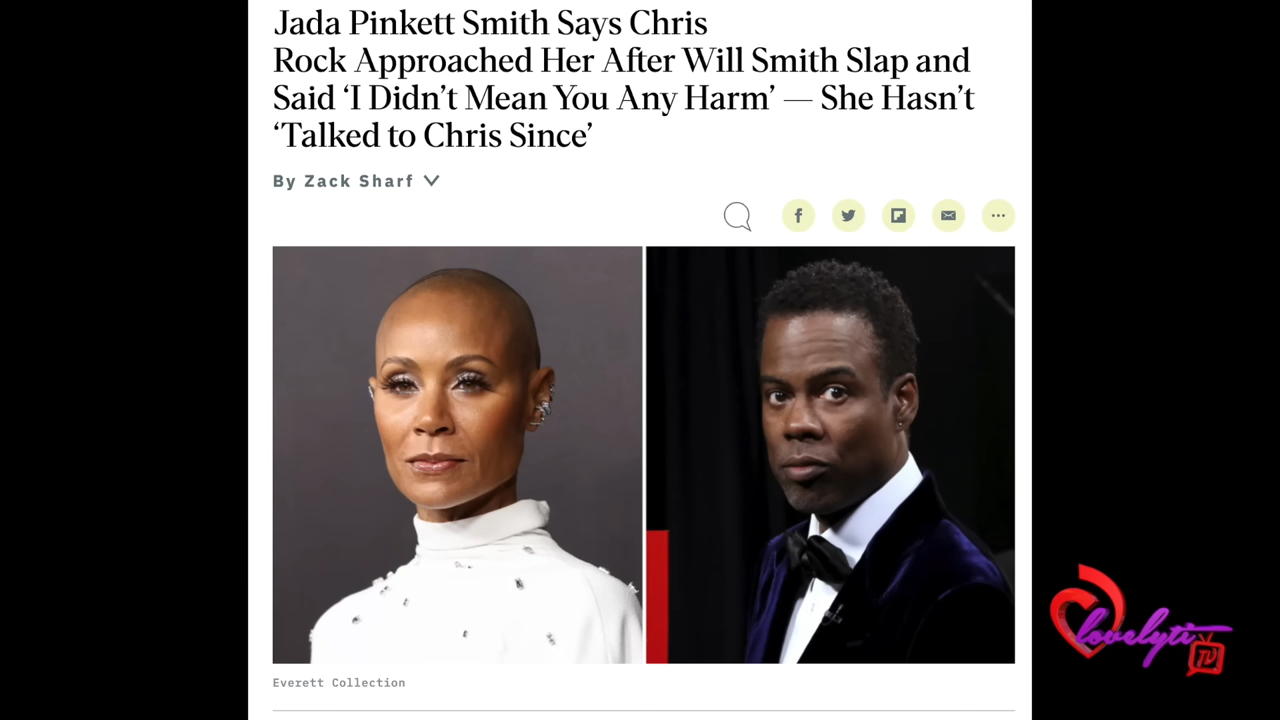 Jada Pinkett Smith Says Chris
Rock Approached Her After Will Smith Slap and
Said ‘I Didn’t Mean You Any Harm’ — She Hasn’t
‘Talked to Chris Since’
By Zack Sharf
Everett Collection
lovelyti
TV